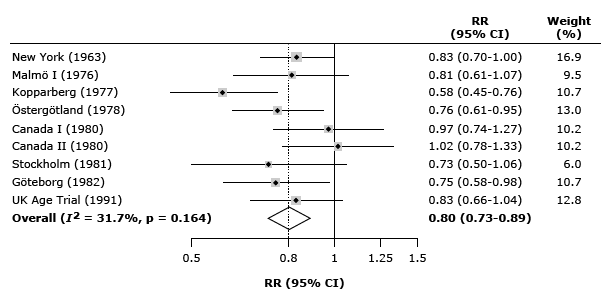 RR Weight
(95% CI) (%)
New York (1963) 0.83 (0.70-1.00) 16.9
Malmö I (1976) 0.81 (0.61-1.07) 9.5
Kopparberg (1977) 0.58 (0.45-0.76) 10.7
Östergötland (1978) 0.76 (0.61-0.95) 13.0
Canada I (1980) 0.97 (0.74-1.27) 10.2
Canada II (1980) 1.02 (0.78-1.33) 10.2
Stockholm (1981) 0.73 (0.50-1.06) 6.0
Göteborg (1982) 0.75 (0.58-0.98) 10.7
UK Age Trial (1991) 0.83 (0.66-1.04) 12.8
Overall (I² = 31.7%, p = 0.164) 0.80 (0.73-0.89)
0.5 0.8 1 1.25 1.5
RR (95% CI)